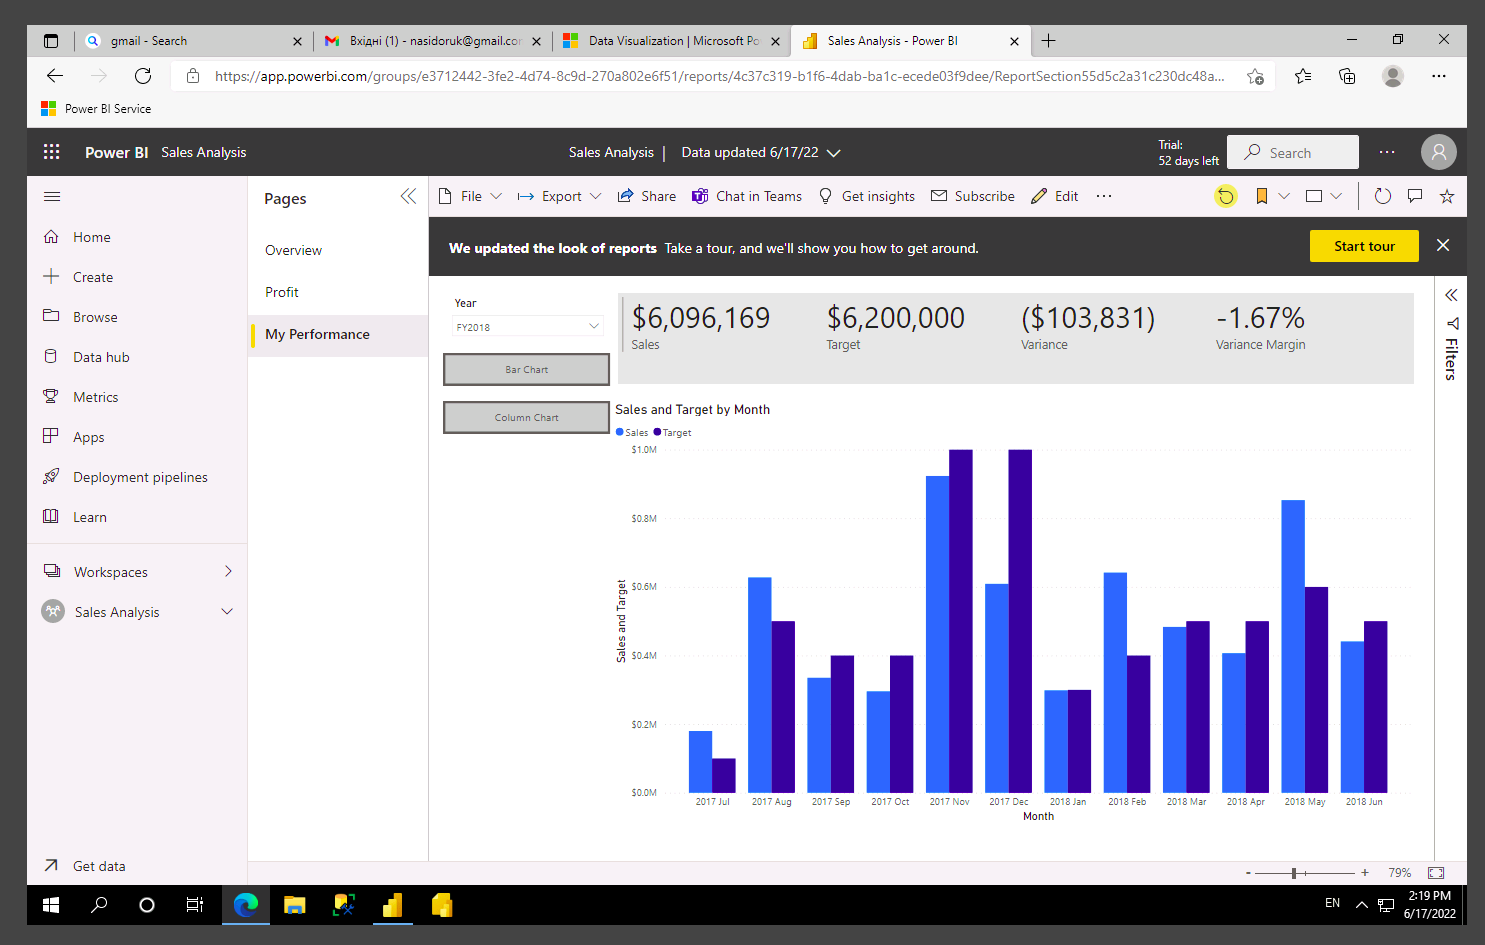 gmail - Search
Вхідні (1) - nasidoruk@gmail.cor
Data Visualization | Microsoft Po
Sales Analysis - Power BI
https://app.powerbi.com/groups/e3712442-3fe2-4d74-8c9d-270a802e6f51/reports/4c37c319-b1f6-4dab-ba1c-ecede03f9dee/ReportSection55d5c2a31c230dc48a...
Power BI Service
Power BI Sales Analysis
Sales Analysis | Data updated 6/17/22
Trial:
52 days left
Search
Home
Create
Browse
Data hub
Metrics
Apps
Deployment pipelines
Learn
Workspaces
Sales Analysis
Get data
Pages
Overview
Profit
My Performance
File Export Share Chat in Teams Get insights Subscribe Edit
We updated the look of reports Take a tour, and we'll show you how to get around.
Start tour
Year
FY2018
Bar Chart
Column Chart
$6,096,169
Sales
$6,200,000
Target
($103,831)
Variance
-1.67%
Variance Margin
Filters
Sales and Target by Month
Sales Target
$1.0M
$0.8M
$0.6M
$0.4M
$0.2M
$0.0M
Sales and Target
2017 Jul 2017 Aug 2017 Sep 2017 Oct 2017 Nov 2017 Dec 2018 Jan 2018 Feb 2018 Mar 2018 Apr 2018 May 2018 Jun
Month
- + 79%
EN
2:19 PM
6/17/2022